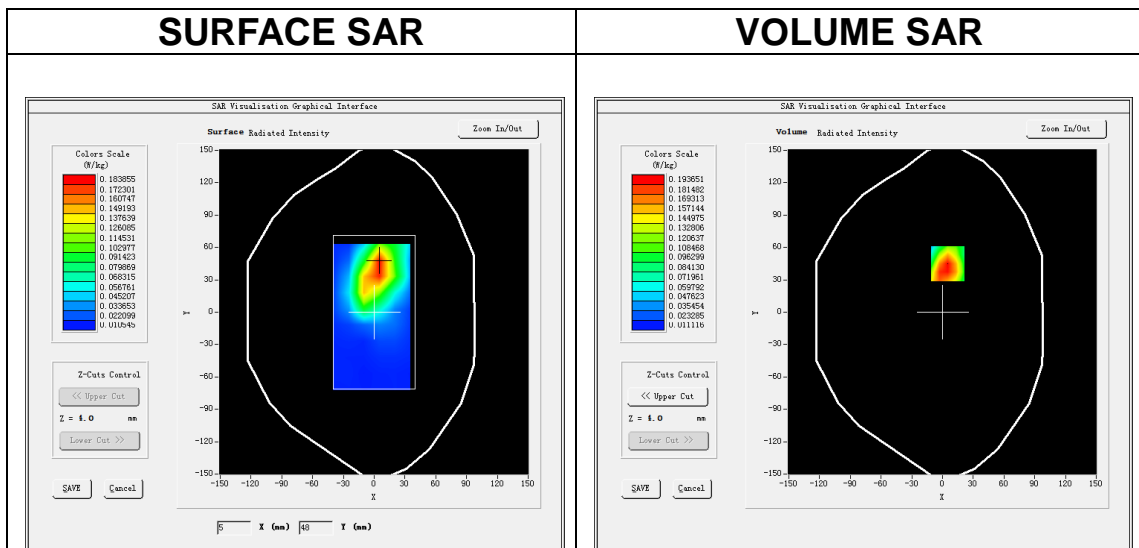 SURFACE SAR
VOLUME SAR
SAR Visualisation Graphical Interface
Surface Radiated Intensity
Zoom In/Out
Colors Scale
(W/kg)
0.183855
0.172301
0.160747
0.149193
0.137639
0.126085
0.114531
0.102977
0.091423
0.079869
0.068315
0.056761
0.045207
0.033653
0.022099
0.010545
Z-Cuts Control
<< Upper Cut
Z = 4.0 mm
Lower Cut >>
SAVE
Cancel
150
120
90
60
30
0
-30
-60
-90
-120
-150
Y
-150 -120 -90 -60 -30 0 30 60 90 120 150
X
5 X (mm) 48 Y (mm)
SAR Visualisation Graphical Interface
Volume Radiated Intensity
Zoom In/Out
Colors Scale
(W/kg)
0.193651
0.181482
0.169313
0.157144
0.144975
0.132806
0.120637
0.108468
0.096299
0.084130
0.071961
0.059792
0.047623
0.035454
0.023285
0.011116
Z-Cuts Control
<< Upper Cut
Z = 4.0 mm
Lower Cut >>
SAVE
Cancel
150
120
90
60
30
0
-30
-60
-90
-120
-150
Y
-150 -120 -90 -60 -30 0 30 60 90 120 150
X